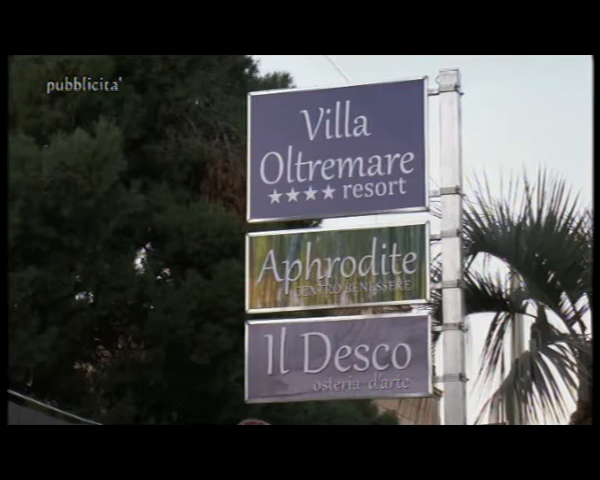 pubblicita'
Villa
Oltremare
★★★★ resort
Aphrodite
CENTRO BENESSERE
Il Desco
osteria d'arte